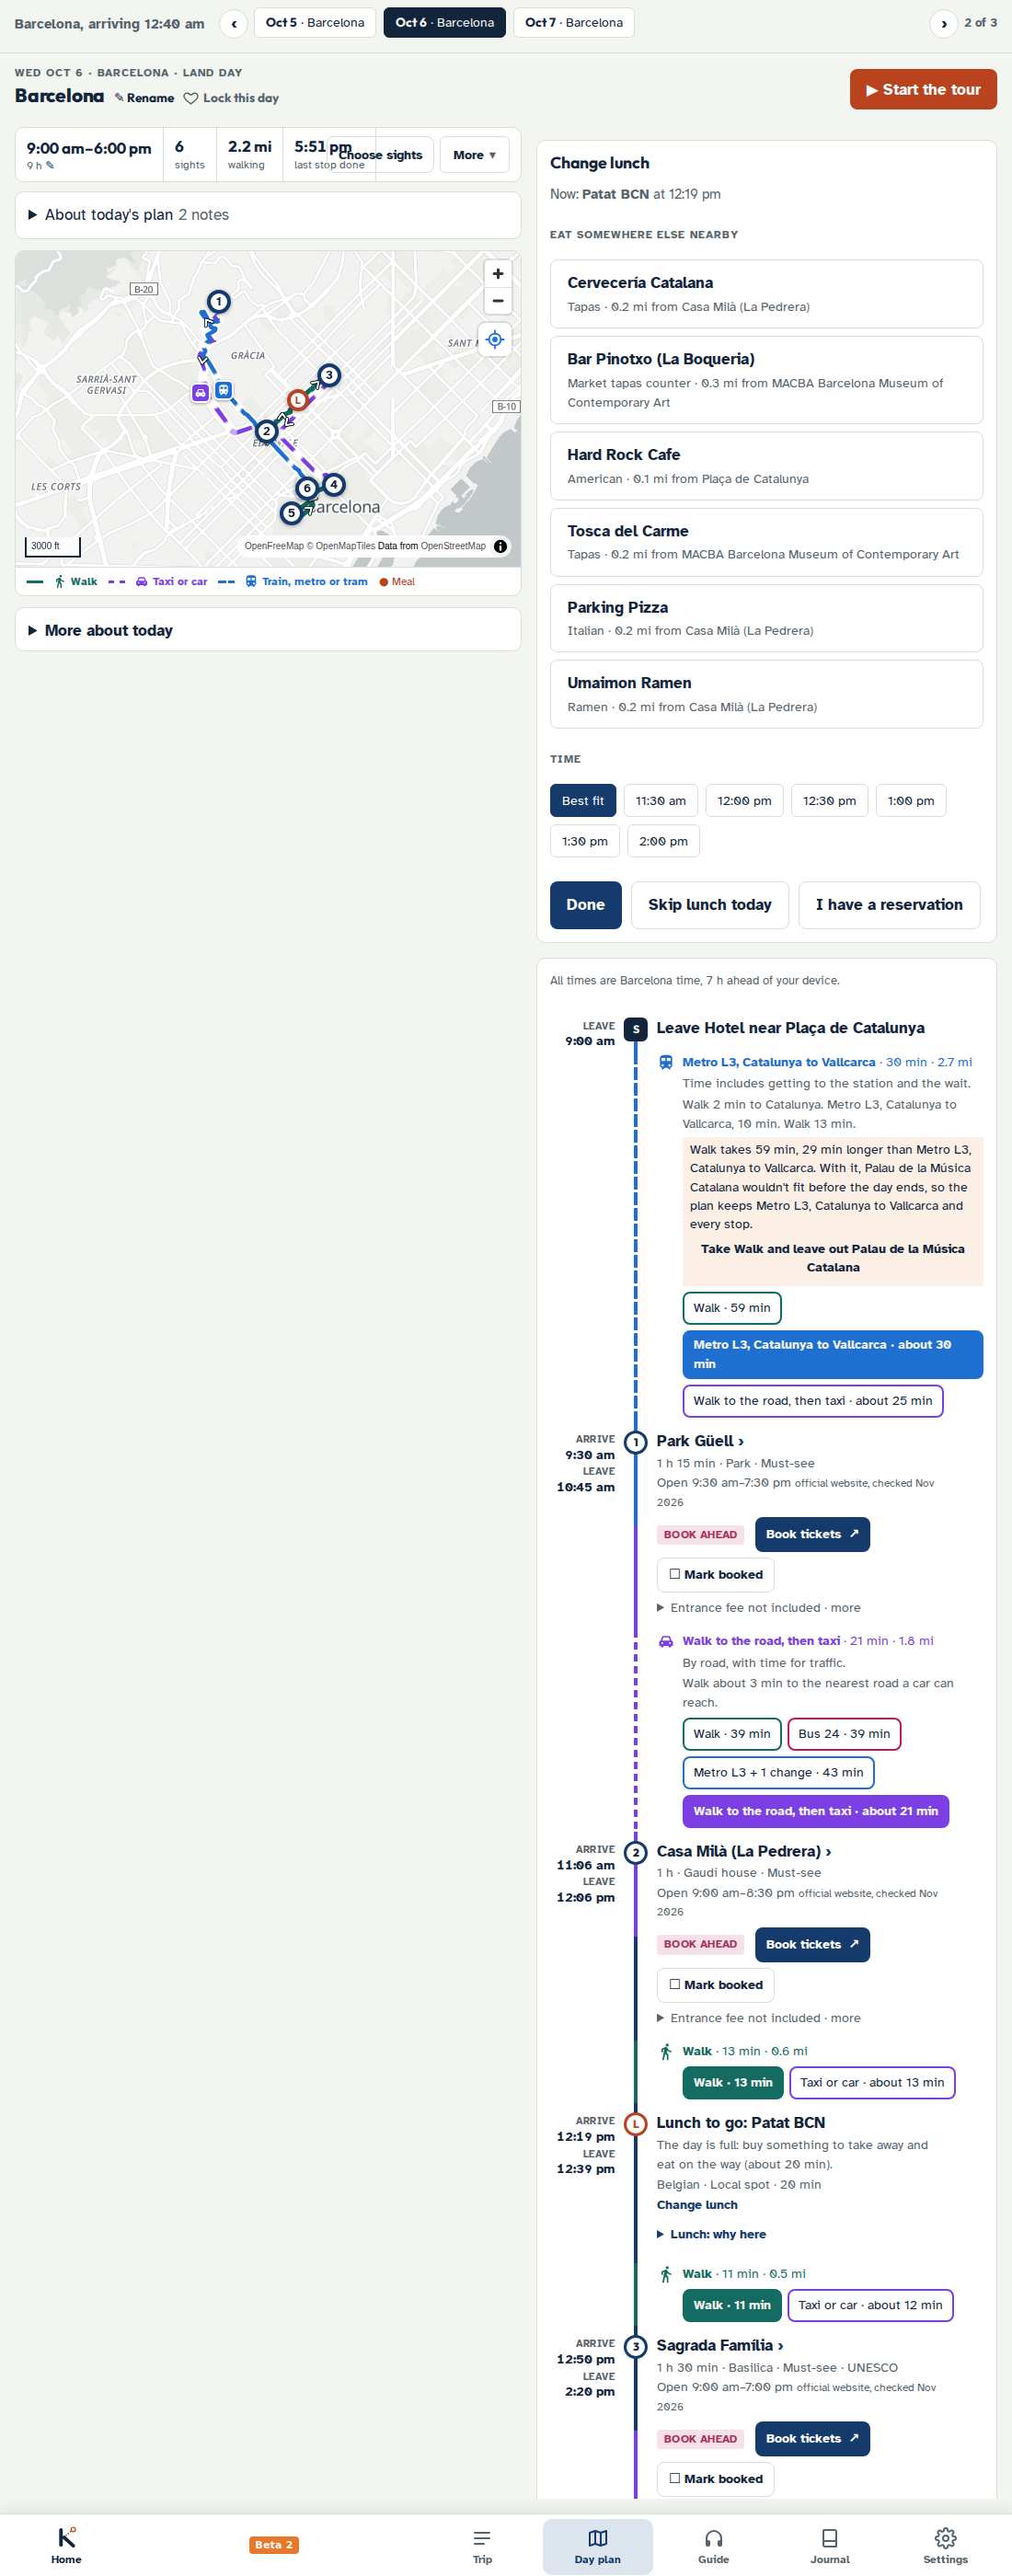 Barcelona, arriving 12:40 am
‹
Oct 5 · Barcelona
Oct 6 · Barcelona
Oct 7 · Barcelona
›
2 of 3
WED OCT 6 · BARCELONA · LAND DAY
Barcelona
✎ Rename
Lock this day
▶ Start the tour
9:00 am–6:00 pm
9 h ✎
6
sights
2.2 mi
walking
5:51 pm
last stop done
Choose sights
More ▾
▶ About today's plan 2 notes
B-20
1
GRÀCIA
SARRIÀ-SANT
GERVASI
3
L
2
B-10
LES CORTS
6
4
5
arcelona
+
−
3000 ft
OpenFreeMap © OpenMapTiles Data from OpenStreetMap
Walk
Taxi or car
Train, metro or tram
Meal
▶ More about today
Change lunch
Now: Patat BCN at 12:19 pm
EAT SOMEWHERE ELSE NEARBY
Cervecería Catalana
Tapas · 0.2 mi from Casa Milà (La Pedrera)
Bar Pinotxo (La Boqueria)
Market tapas counter · 0.3 mi from MACBA Barcelona Museum of
Contemporary Art
Hard Rock Cafe
American · 0.1 mi from Plaça de Catalunya
Tosca del Carme
Tapas · 0.2 mi from MACBA Barcelona Museum of Contemporary Art
Parking Pizza
Italian · 0.2 mi from Casa Milà (La Pedrera)
Umaimon Ramen
Ramen · 0.2 mi from Casa Milà (La Pedrera)
TIME
Best fit
11:30 am
12:00 pm
12:30 pm
1:00 pm
1:30 pm
2:00 pm
Done
Skip lunch today
I have a reservation
All times are Barcelona time, 7 h ahead of your device.
LEAVE
9:00 am
S
Leave Hotel near Plaça de Catalunya
Metro L3, Catalunya to Vallcarca · 30 min · 2.7 mi
Time includes getting to the station and the wait.
Walk 2 min to Catalunya. Metro L3, Catalunya to
Vallcarca, 10 min. Walk 13 min.
Walk takes 59 min, 29 min longer than Metro L3,
Catalunya to Vallcarca. With it, Palau de la Música
Catalana wouldn't fit before the day ends, so the
plan keeps Metro L3, Catalunya to Vallcarca and
every stop.
Take Walk and leave out Palau de la Música
Catalana
Walk · 59 min
Metro L3, Catalunya to Vallcarca · about 30
min
Walk to the road, then taxi · about 25 min
ARRIVE
9:30 am
LEAVE
10:45 am
1
Park Güell ›
1 h 15 min · Park · Must-see
Open 9:30 am–7:30 pm official website, checked Nov
2026
BOOK AHEAD
Book tickets ↗
☐ Mark booked
▶ Entrance fee not included · more
Walk to the road, then taxi · 21 min · 1.8 mi
By road, with time for traffic.
Walk about 3 min to the nearest road a car can
reach.
Walk · 39 min
Bus 24 · 39 min
Metro L3 + 1 change · 43 min
Walk to the road, then taxi · about 21 min
ARRIVE
11:06 am
LEAVE
12:06 pm
2
Casa Milà (La Pedrera) ›
1 h · Gaudí house · Must-see
Open 9:00 am–8:30 pm official website, checked Nov
2026
BOOK AHEAD
Book tickets ↗
☐ Mark booked
▶ Entrance fee not included · more
Walk · 13 min · 0.6 mi
Walk · 13 min
Taxi or car · about 13 min
ARRIVE
12:19 pm
LEAVE
12:39 pm
L
Lunch to go: Patat BCN
The day is full: buy something to take away and
eat on the way (about 20 min).
Belgian · Local spot · 20 min
Change lunch
▶ Lunch: why here
Walk · 11 min · 0.5 mi
Walk · 11 min
Taxi or car · about 12 min
ARRIVE
12:50 pm
LEAVE
2:20 pm
3
Sagrada Família ›
1 h 30 min · Basilica · Must-see · UNESCO
Open 9:00 am–7:00 pm official website, checked Nov
2026
BOOK AHEAD
Book tickets ↗
☐ Mark booked
Home
Beta 2
Trip
Day plan
Guide
Journal
Settings